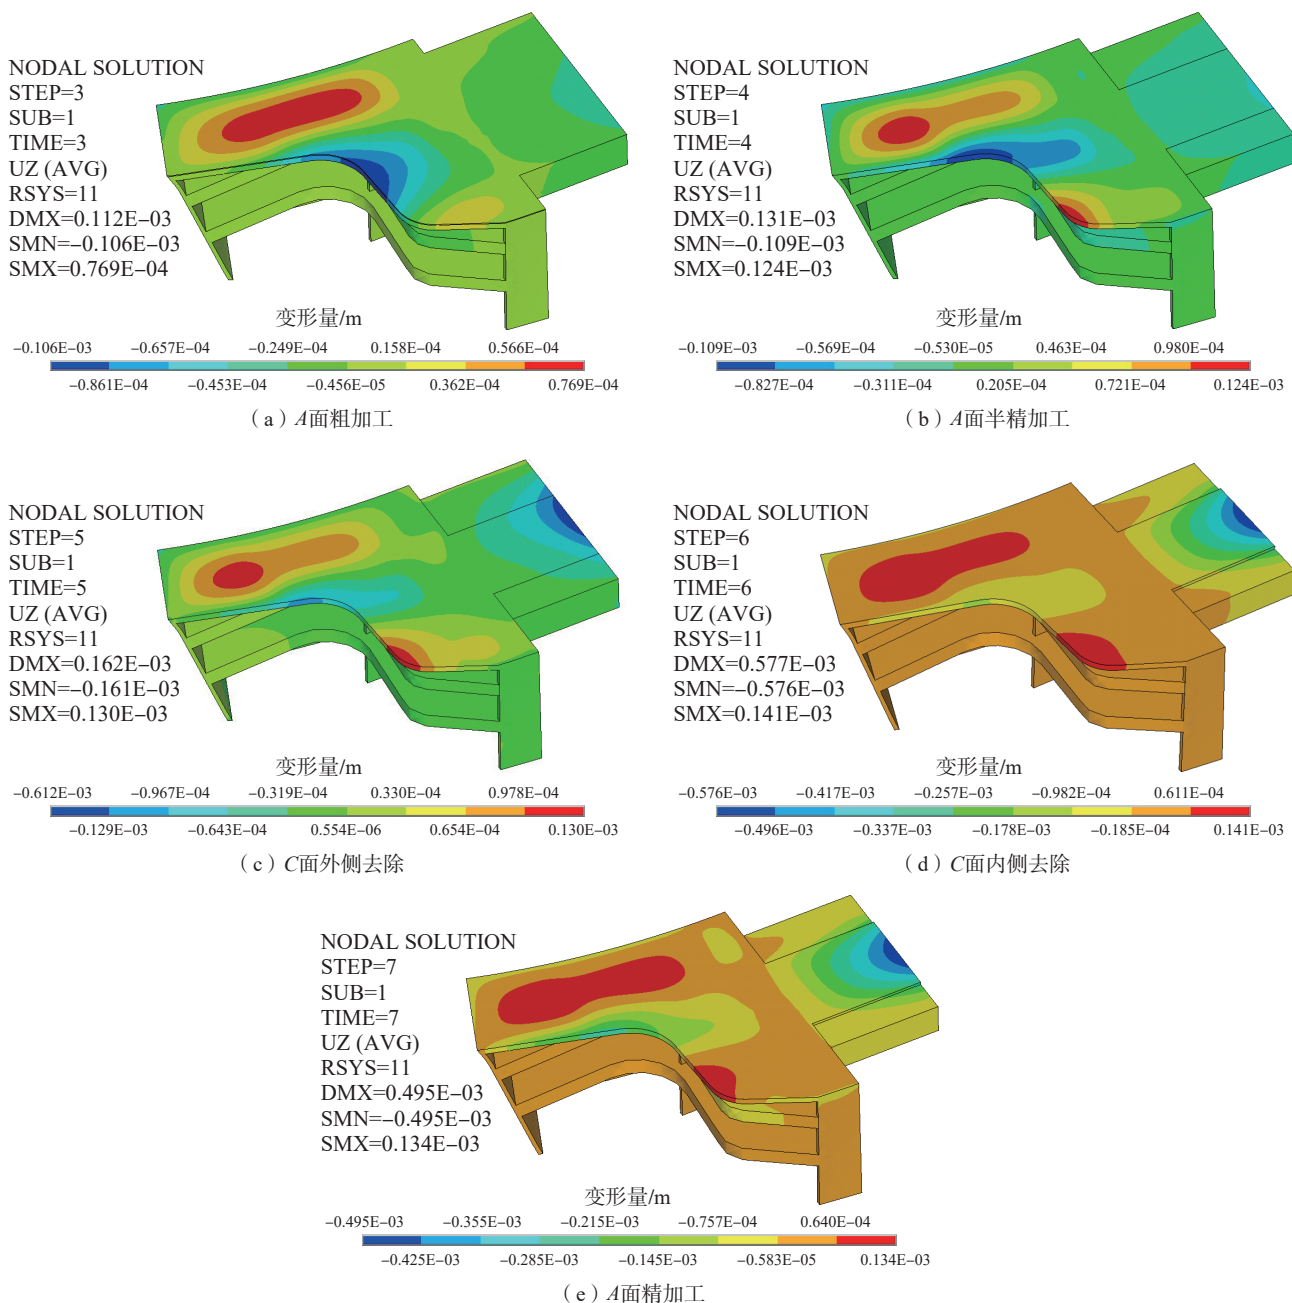 NODAL SOLUTION
STEP=3
SUB=1
TIME=3
UZ (AVG)
RSYS=11
DMX=0.112E−03
SMN=−0.106E−03
SMX=0.769E−04
变形量/m
−0.106E−03 −0.657E−04 −0.249E−04 0.158E−04 0.566E−04
−0.861E−04 −0.453E−04 −0.456E−05 0.362E−04 0.769E−04
（a）A面粗加工
NODAL SOLUTION
STEP=4
SUB=1
TIME=4
UZ (AVG)
RSYS=11
DMX=0.131E−03
SMN=−0.109E−03
SMX=0.124E−03
变形量/m
−0.109E−03 −0.569E−04 −0.530E−05 0.463E−04 0.980E−04
−0.827E−04 −0.311E−04 0.205E−04 0.721E−04 0.124E−03
（b）A面半精加工
NODAL SOLUTION
STEP=5
SUB=1
TIME=5
UZ (AVG)
RSYS=11
DMX=0.162E−03
SMN=−0.161E−03
SMX=0.130E−03
变形量/m
−0.612E−03 −0.967E−04 −0.319E−04 0.330E−04 0.978E−04
−0.129E−03 −0.643E−04 0.554E−06 0.654E−04 0.130E−03
（c）C面外侧去除
NODAL SOLUTION
STEP=6
SUB=1
TIME=6
UZ (AVG)
RSYS=11
DMX=0.577E−03
SMN=−0.576E−03
SMX=0.141E−03
变形量/m
−0.576E−03 −0.417E−03 −0.257E−03 −0.982E−04 0.611E−04
−0.496E−03 −0.337E−03 −0.178E−03 −0.185E−04 0.141E−03
（d）C面内侧去除
NODAL SOLUTION
STEP=7
SUB=1
TIME=7
UZ (AVG)
RSYS=11
DMX=0.495E−03
SMN=−0.495E−03
SMX=0.134E−03
变形量/m
−0.495E−03 −0.355E−03 −0.215E−03 −0.757E−04 0.640E−04
−0.425E−03 −0.285E−03 −0.145E−03 −0.583E−05 0.134E−03
（e）A面精加工